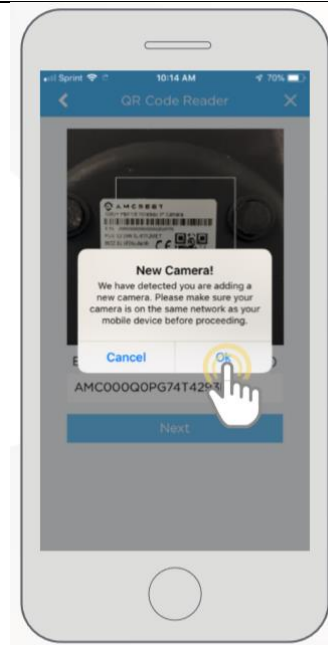 Sprint 10:14 AM 70%
QR Code Reader
AMCREST
New Camera!
We have detected you are adding a
new camera. Please make sure your
camera is on the same network as your
mobile device before proceeding.
Cancel Ok
Next